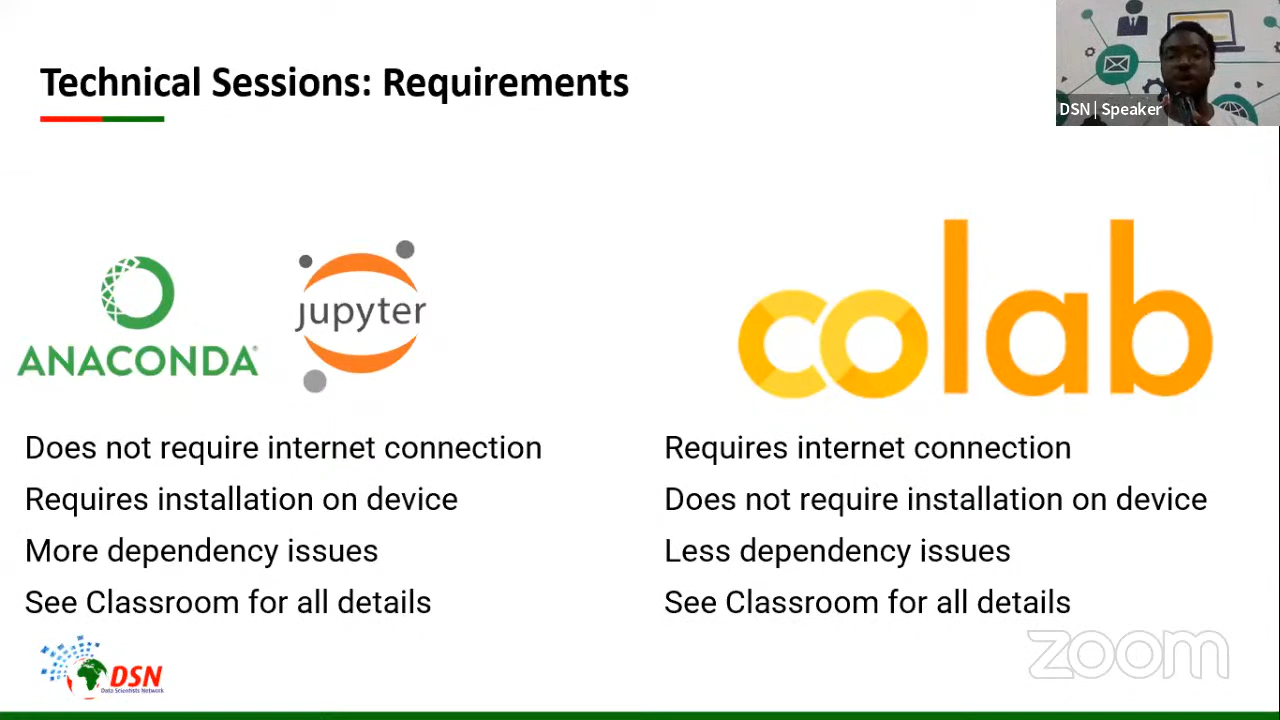 Technical Sessions: Requirements
DSN | Speaker
ANACONDA
jupyter
colab
Does not require internet connection
Requires installation on device
More dependency issues
See Classroom for all details
Requires internet connection
Does not require installation on device
Less dependency issues
See Classroom for all details
DSN
Data Scientists Network
zoom